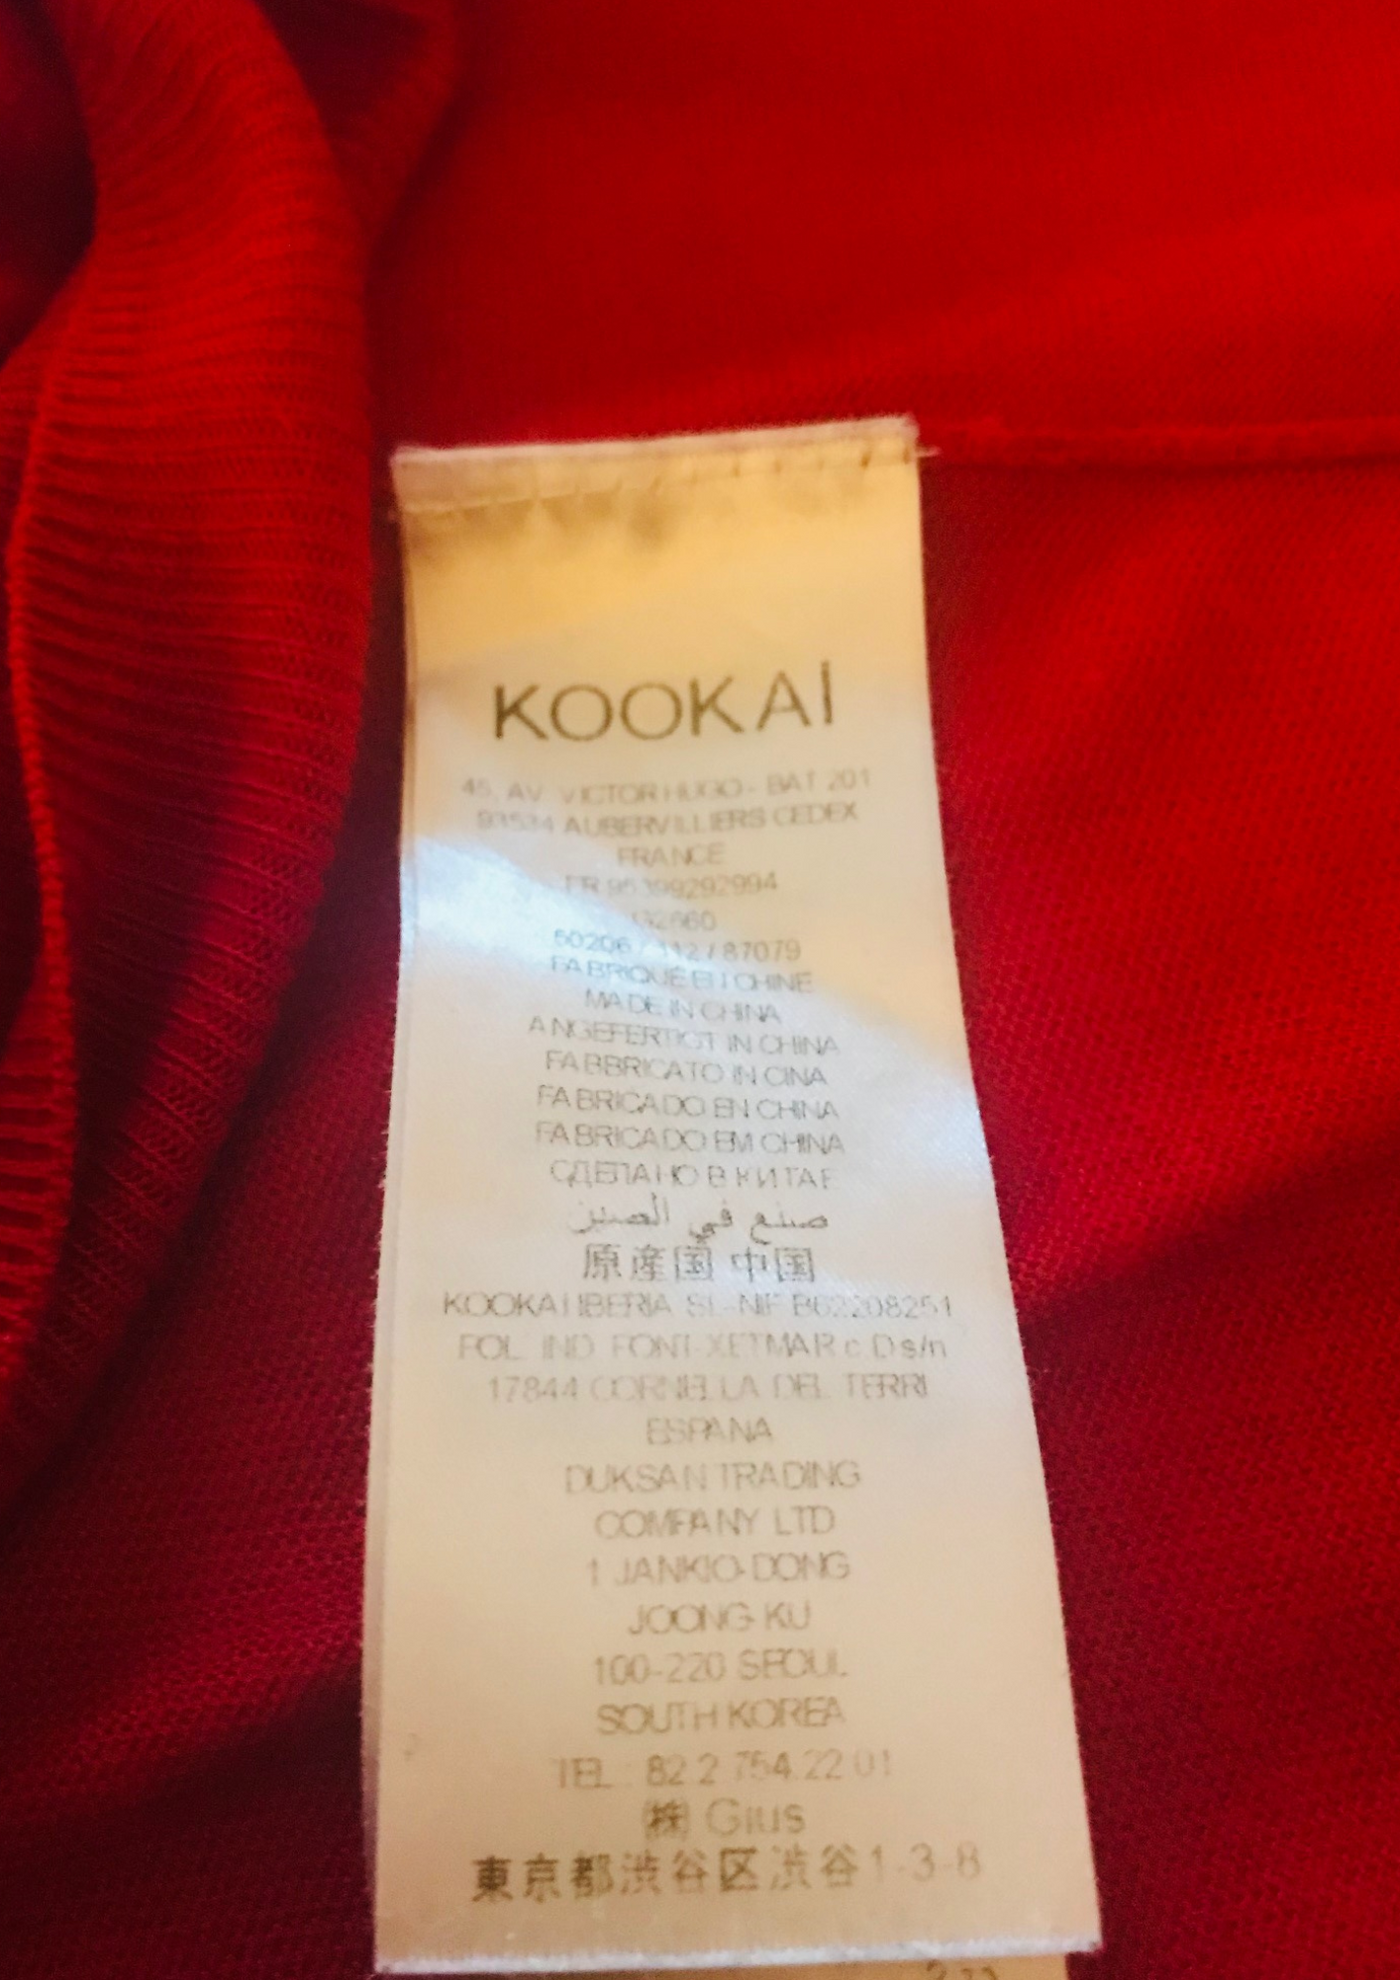 KOOKAÏ
45, AV. VICTOR HUGO - BAT 201
93534 AUBERVILLIERS CEDEX
FRANCE
FR 95399292994
50206 / 412 / 87079
FABRIQUÉ EN CHINE
MADE IN CHINA
ANGEFERTIGT IN CHINA
FABBRICATO IN CINA
FABRICADO EN CHINA
FABRICADO EM CHINA
СДЕЛАНО В КИТАЕ
صنع في الصين
原産国 中国
KOOKAI IBERIA SL-NIF B62208251
POL. IND. FONT-XETMAR c.D s/n
17844 CORNELLA DEL TERRI
ESPANA
DUKSAN TRADING
COMPANY LTD
1 JANKIO-DONG
JOONG-KU
100-220 SEOUL
SOUTH KOREA
TEL : 82 2 754.22 01
㈱ Gius
東京都渋谷区渋谷1-3-8